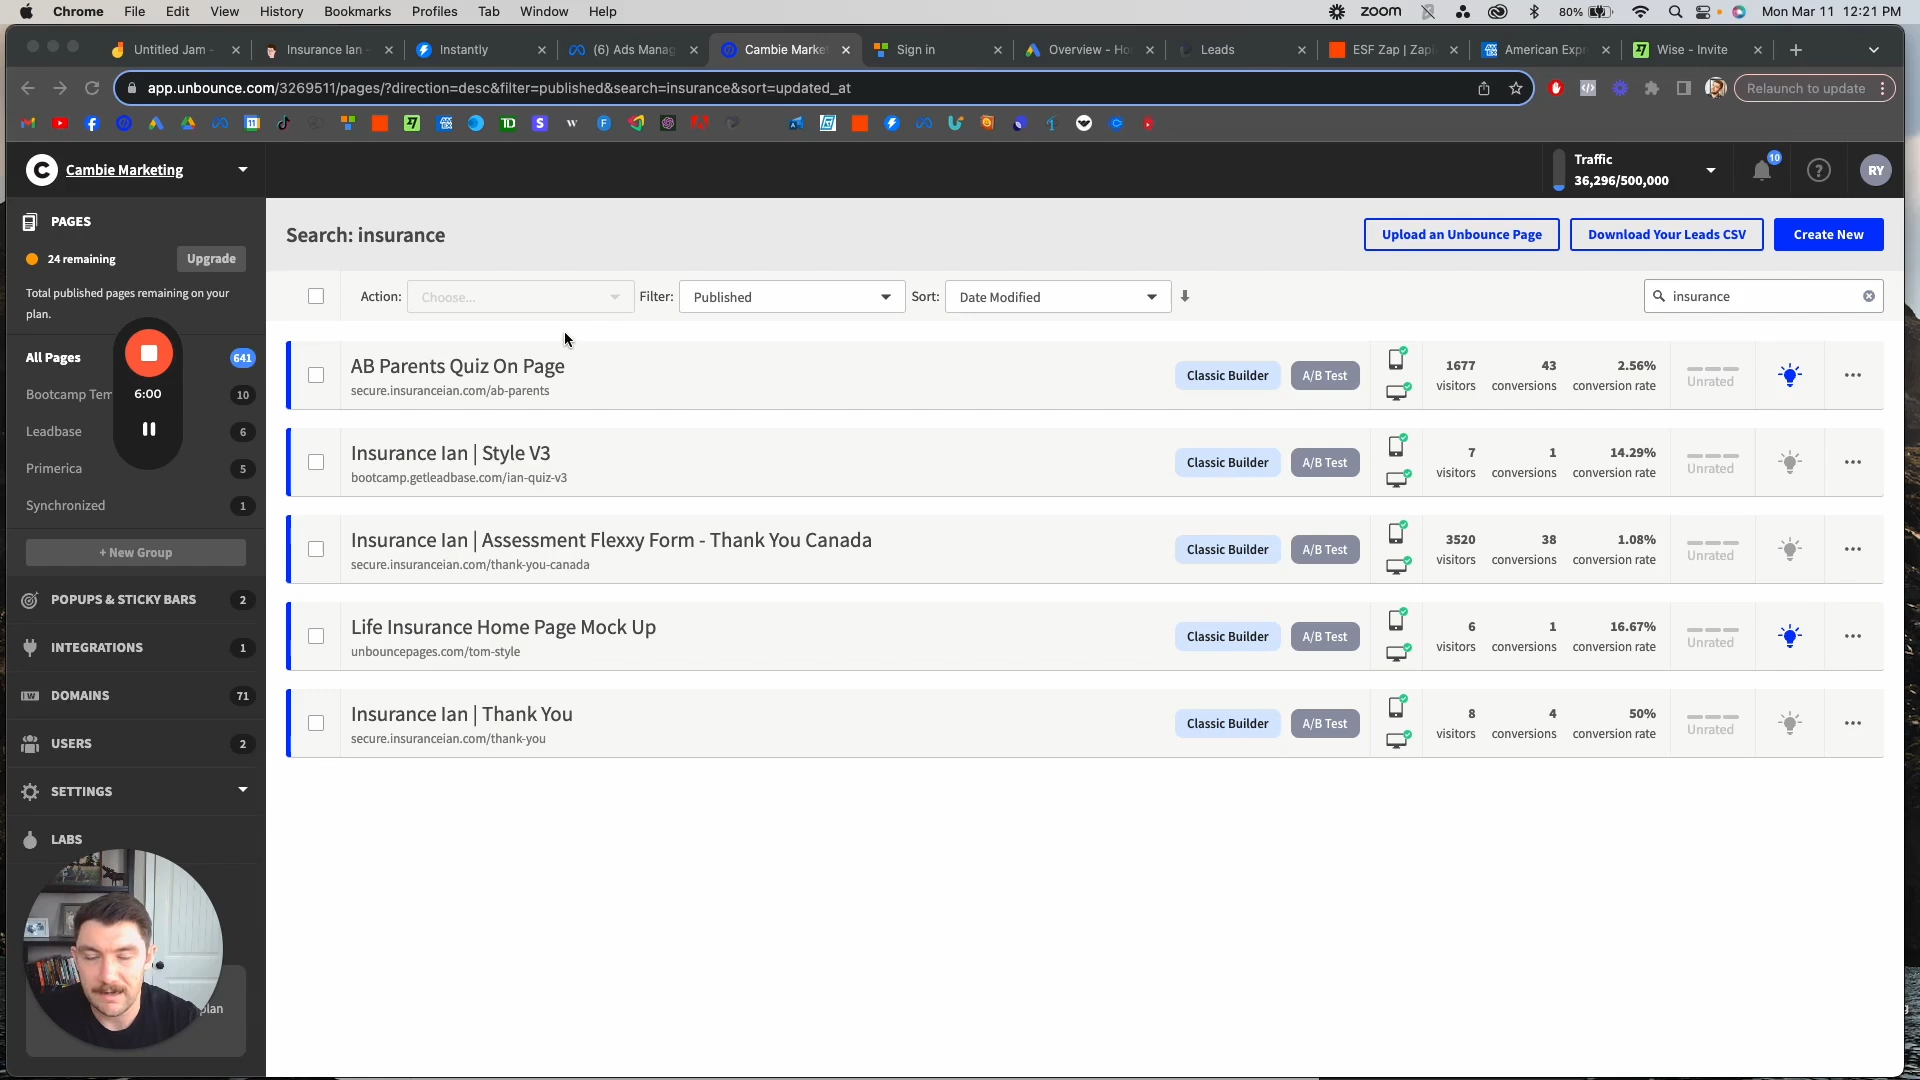 Chrome File Edit View History Bookmarks Profiles Tab Window Help zoom 80% Mon Mar 11 12:21 PM
Untitled Jam - Insurance Ian - Instantly (6) Ads Manag Cambie Market Sign in Overview - Ho Leads ESF Zap | Zapi American Expr Wise - Invite
app.unbounce.com/3269511/pages/?direction=desc&filter=published&search=insurance&sort=updated_at Relaunch to update
C Cambie Marketing
Traffic
36,296/500,000
10
? RY
PAGES
24 remaining Upgrade
Total published pages remaining on your
plan.
All Pages 641
Bootcamp Tem 10
Leadbase 6
Primerica 5
Synchronized 1
6:00
+ New Group
POPUPS & STICKY BARS 2
INTEGRATIONS 1
DOMAINS 71
USERS 2
SETTINGS
LABS
plan
Search: insurance
Upload an Unbounce Page Download Your Leads CSV Create New
Action: Choose... Filter: Published Sort: Date Modified insurance
AB Parents Quiz On Page
secure.insuranceian.com/ab-parents
Classic Builder A/B Test
1677 43 2.56%
visitors conversions conversion rate
Unrated
Insurance Ian | Style V3
bootcamp.getleadbase.com/ian-quiz-v3
Classic Builder A/B Test
7 1 14.29%
visitors conversions conversion rate
Unrated
Insurance Ian | Assessment Flexxy Form - Thank You Canada
secure.insuranceian.com/thank-you-canada
Classic Builder A/B Test
3520 38 1.08%
visitors conversions conversion rate
Unrated
Life Insurance Home Page Mock Up
unbouncepages.com/tom-style
Classic Builder A/B Test
6 1 16.67%
visitors conversions conversion rate
Unrated
Insurance Ian | Thank You
secure.insuranceian.com/thank-you
Classic Builder A/B Test
8 4 50%
visitors conversions conversion rate
Unrated